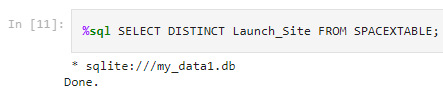 In [11]: %sql SELECT DISTINCT Launch_Site FROM SPACEXTABLE;
* sqlite:///my_data1.db
Done.